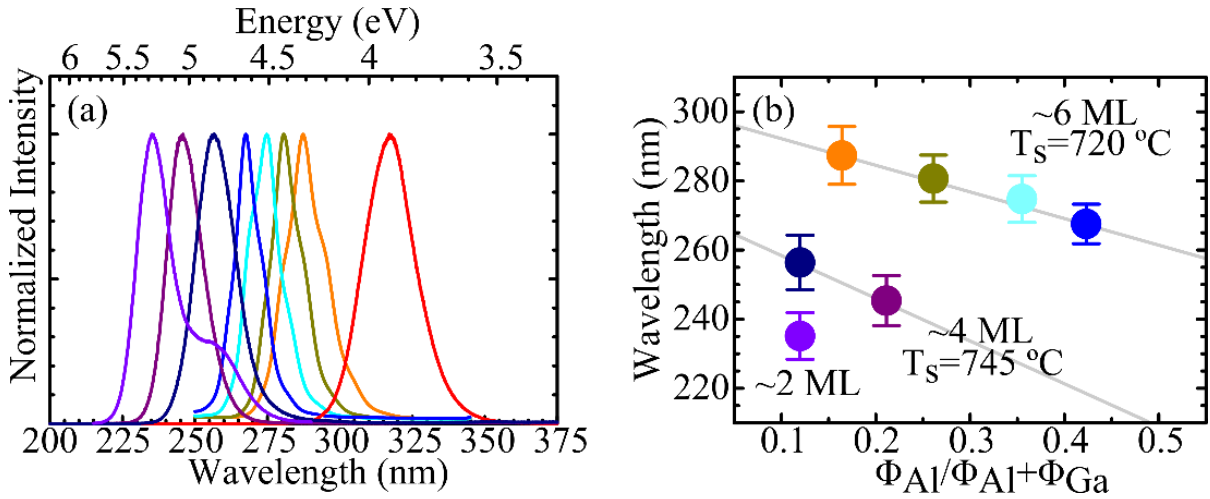 Energy (eV)
6 5.5 5 4.5 4 3.5
(a)
Normalized Intensity
200 225 250 275 300 325 350 375
Wavelength (nm)
(b)
~6 ML
TS=720 ºC
300
280
260
240
220
Wavelength (nm)
~4 ML
TS=745 ºC
~2 ML
0.1 0.2 0.3 0.4 0.5
ΦAl/ΦAl+ΦGa